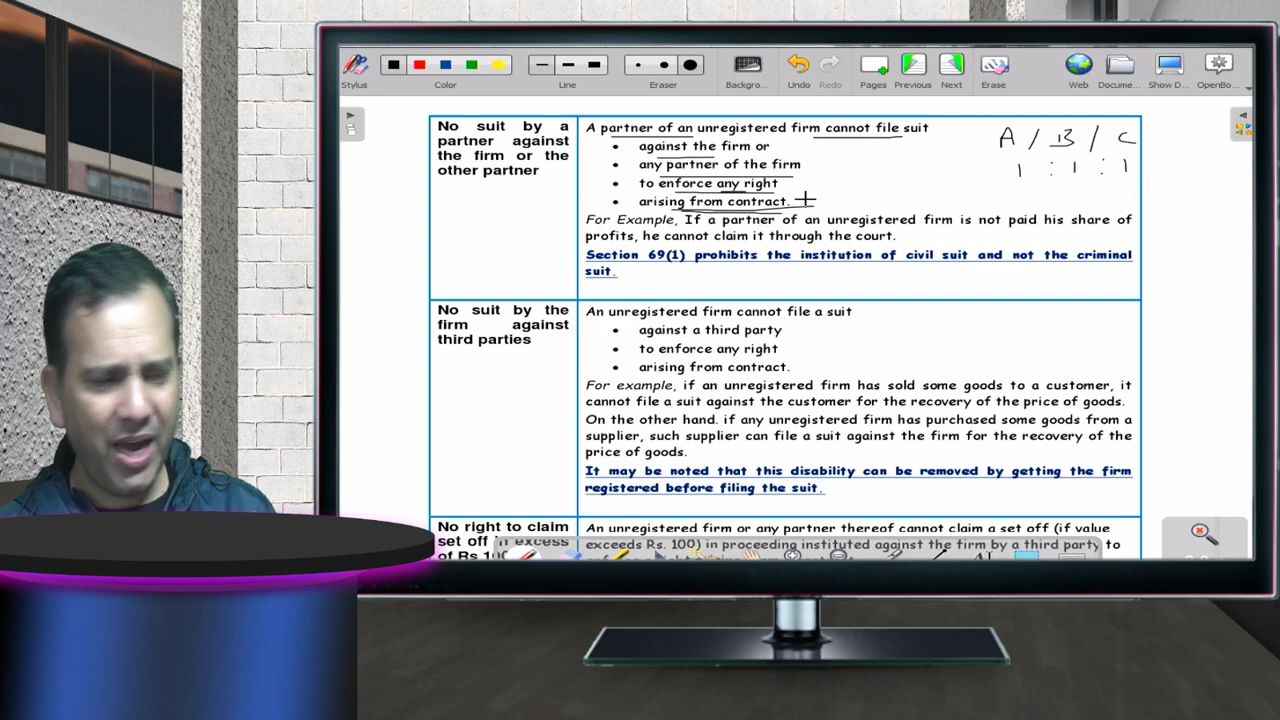 Stylus
Color
Line
Eraser
Backgro...
Undo
Redo
Pages
Previous
Next
Erase
Web
Docume...
Show D...
OpenBo...
No suit by a
partner against
the firm or the
other partner
A partner of an unregistered firm cannot file suit
• against the firm or
• any partner of the firm
• to enforce any right
• arising from contract. +
For Example, If a partner of an unregistered firm is not paid his share of
profits, he cannot claim it through the court.
Section 69(1) prohibits the institution of civil suit and not the criminal
suit.
A / B / C
1 : 1 : 1
No suit by the
firm against
third parties
An unregistered firm cannot file a suit
• against a third party
• to enforce any right
• arising from contract.
For example, if an unregistered firm has sold some goods to a customer, it
cannot file a suit against the customer for the recovery of the price of goods.
On the other hand. if any unregistered firm has purchased some goods from a
supplier, such supplier can file a suit against the firm for the recovery of the
price of goods.
It may be noted that this disability can be removed by getting the firm
registered before filing the suit.
No right to claim
set off in excess
of Rs
An unregistered firm or any partner thereof cannot claim a set off (if value
exceeds Rs. 100) in proceeding instituted against the firm by a third party to